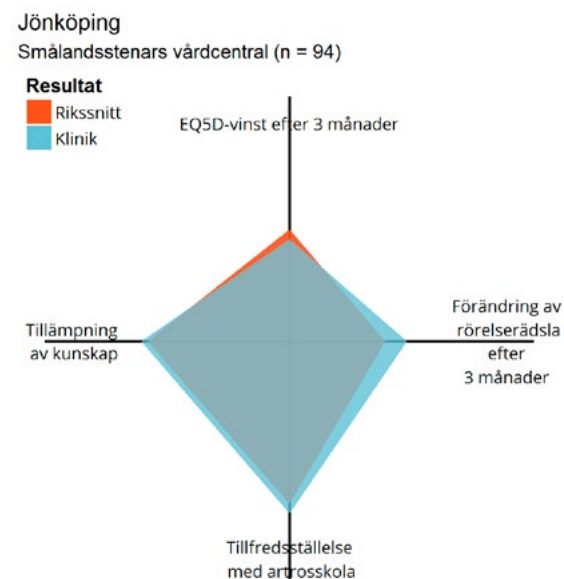 Jönköping
Smålandsstenars vårdcentral (n = 94)
Resultat
Rikssnitt
Klinik
EQ5D-vinst efter 3 månader
Förändring av
rörelserädsla
efter
3 månader
Tillämpning
av kunskap
Tillfredsställelse
med artrosskola